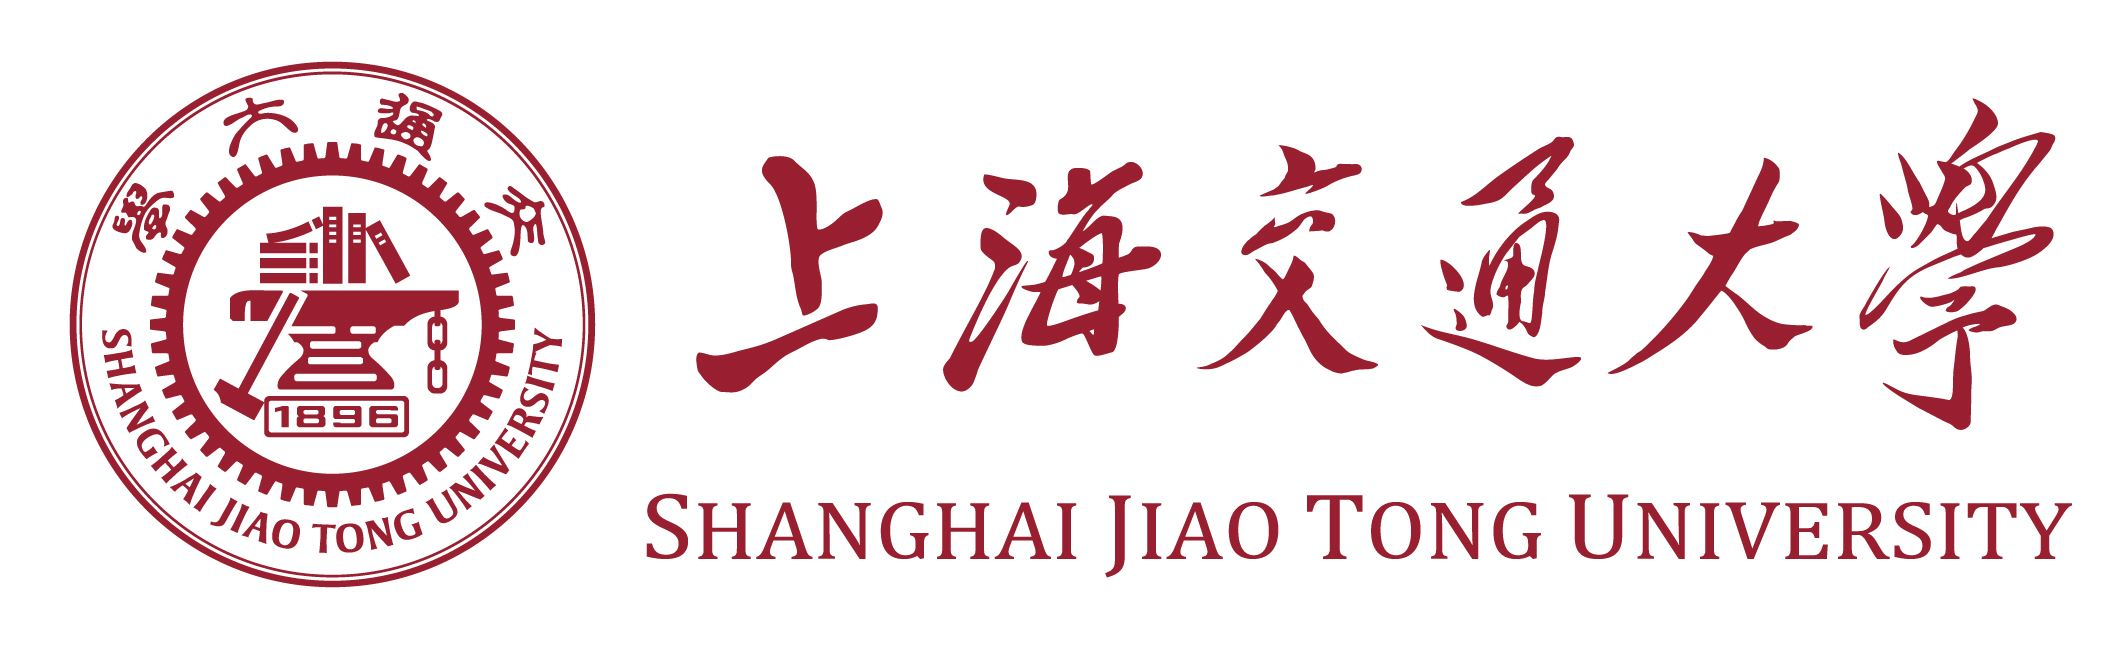 學大通交
1896
SHANGHAI JIAO TONG UNIVERSITY
上海交通大學
SHANGHAI JIAO TONG UNIVERSITY